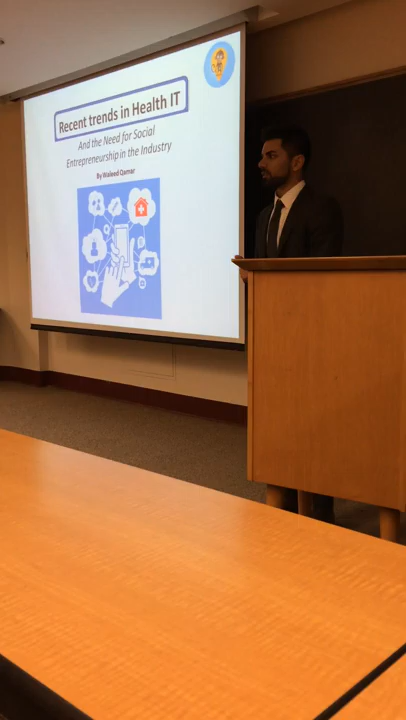 Recent trends in Health IT
And the Need for Social
Entrepreneurship in the Industry
By Waleed Qamar